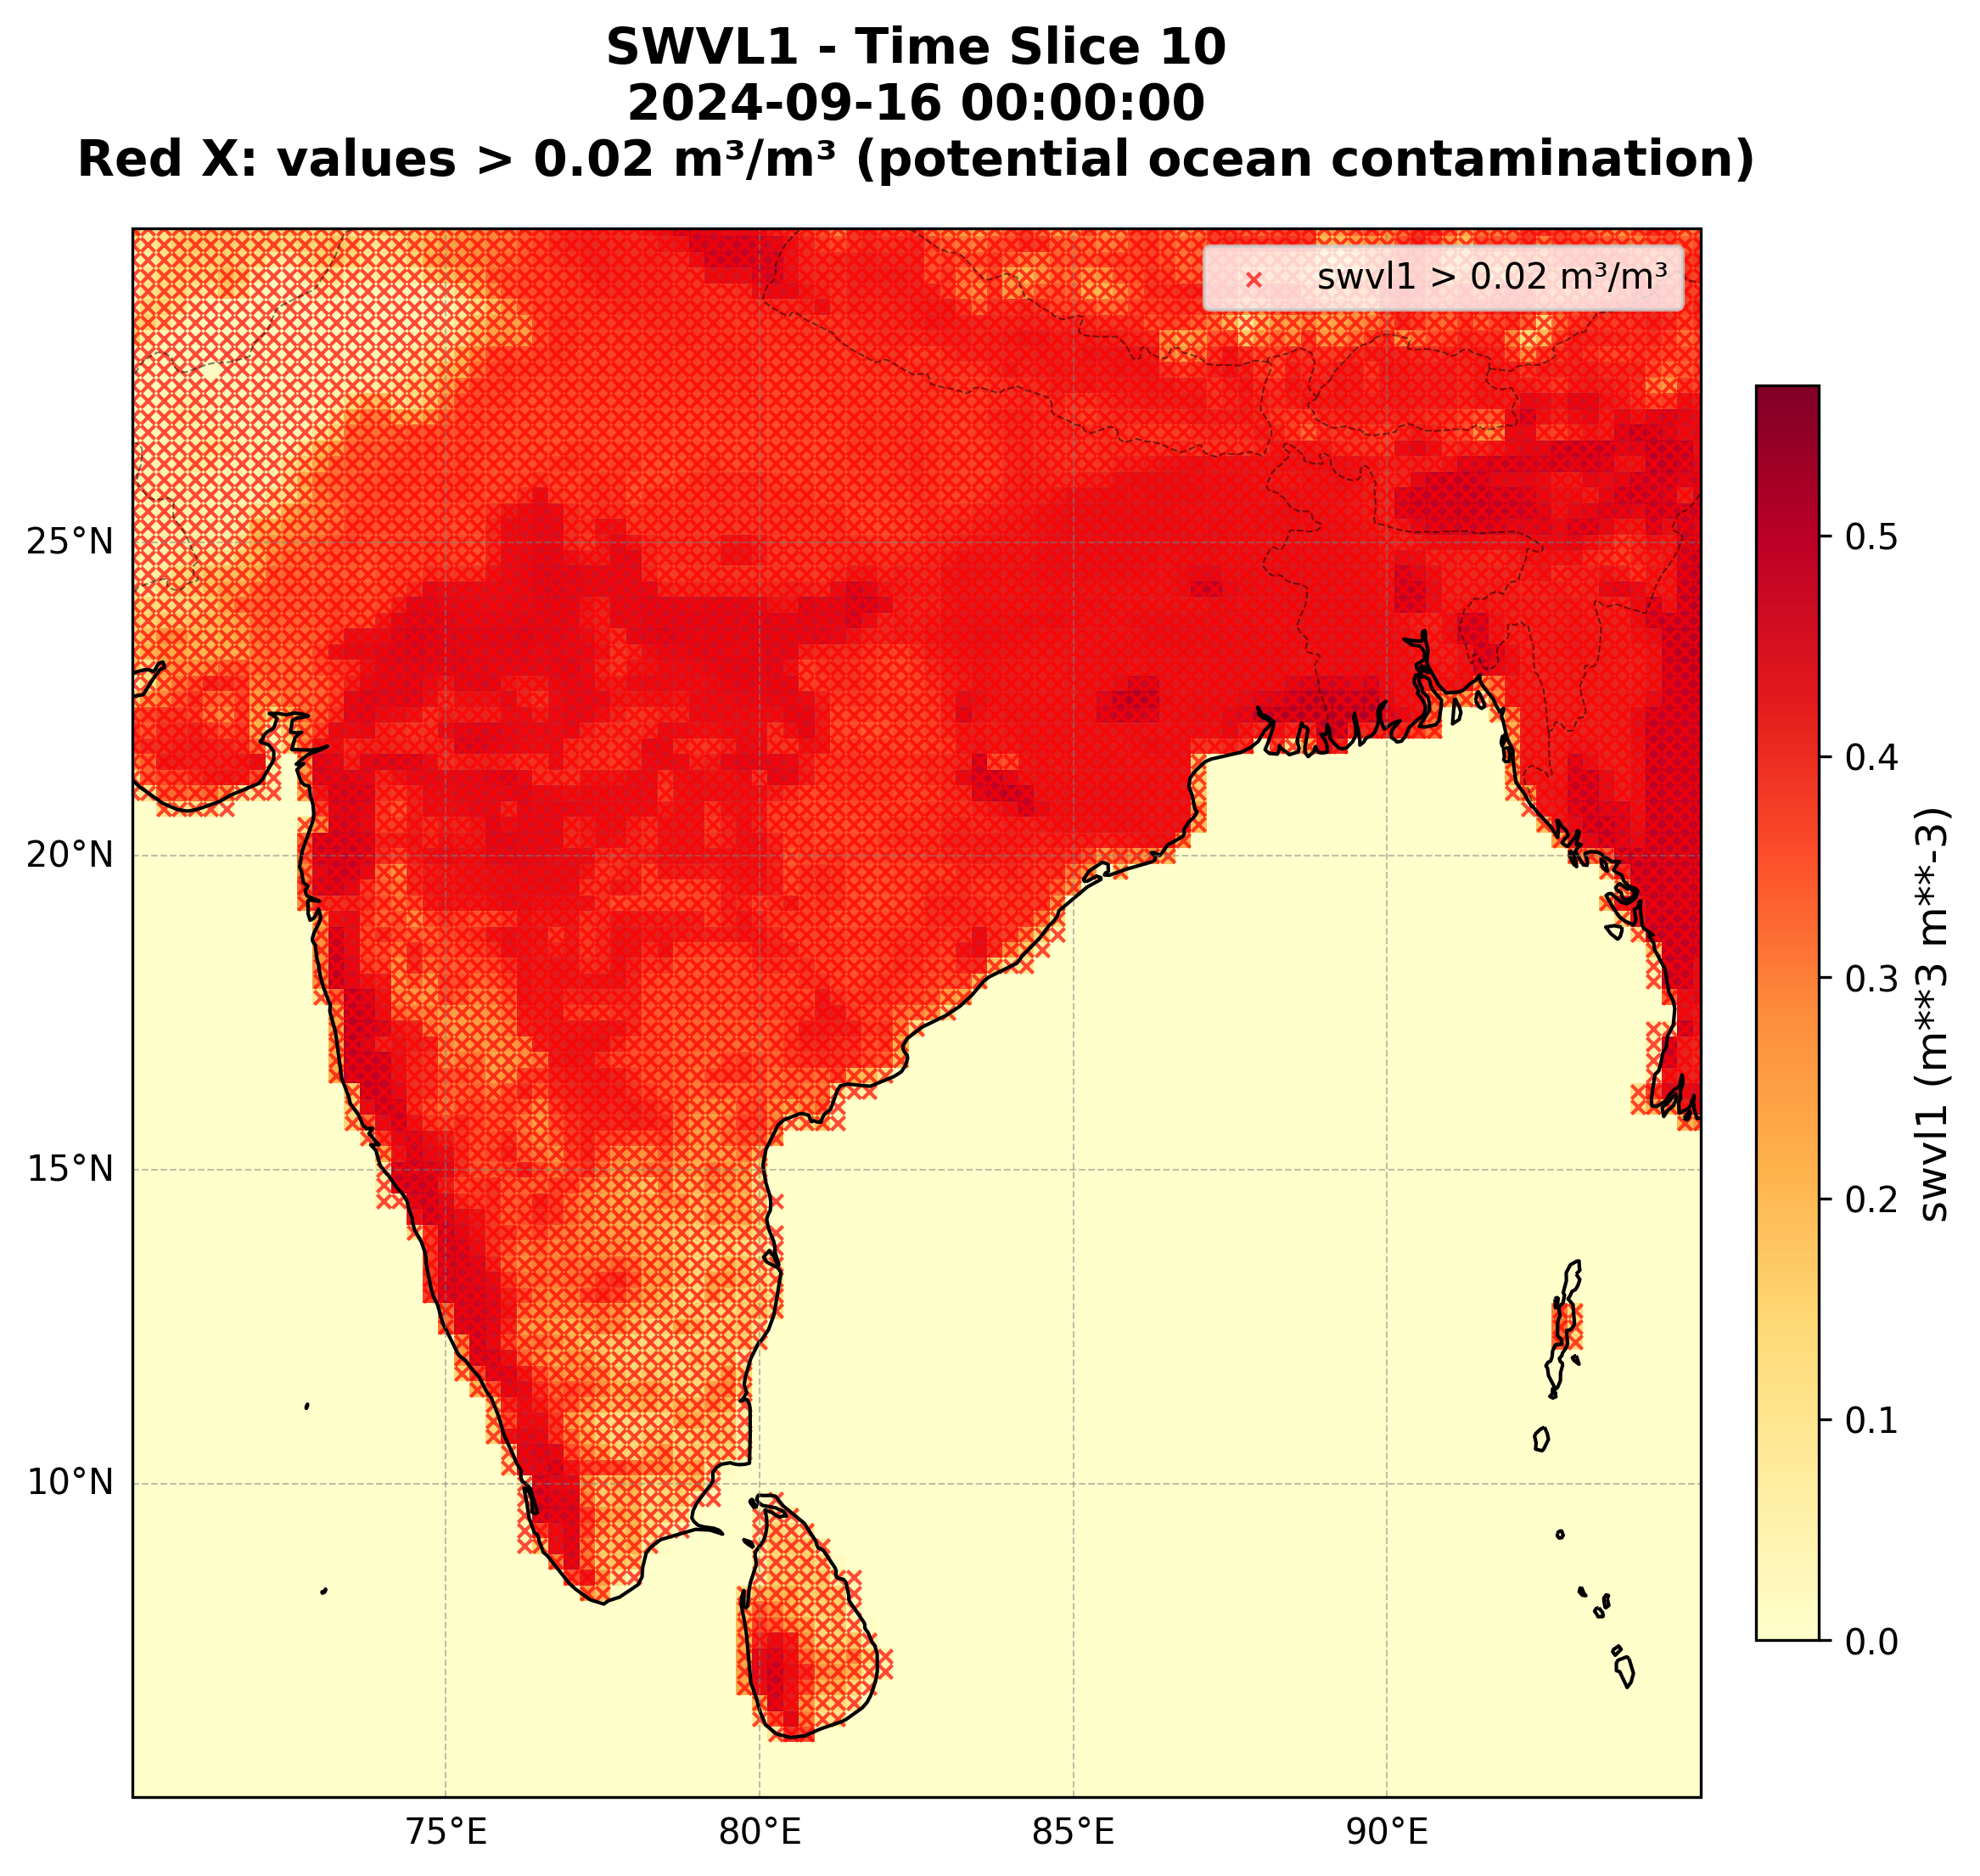 SWVL1 - Time Slice 10
2024-09-16 00:00:00
Red X: values > 0.02 m³/m³ (potential ocean contamination)
swvl1 > 0.02 m³/m³
25°N
20°N
15°N
10°N
75°E
80°E
85°E
90°E
0.5
0.4
0.3
0.2
0.1
0.0
swvl1 (m**3 m**-3)